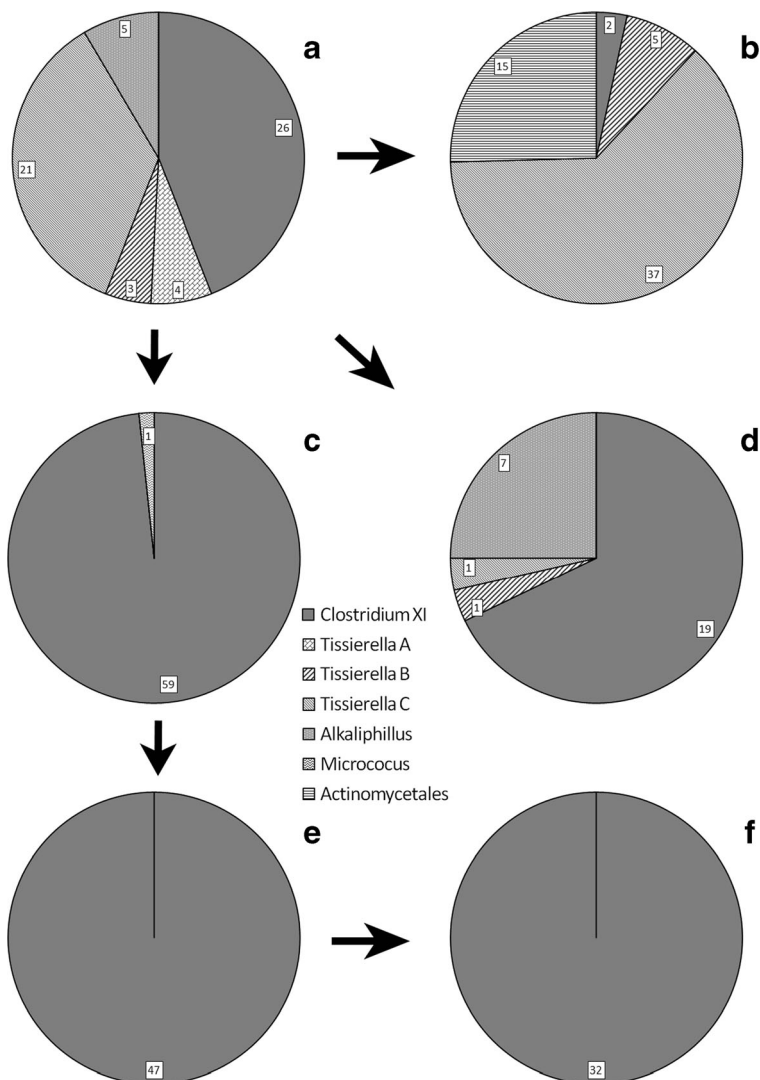 a
5
26
21
3
4
b
2
5
15
37
c
1
59
d
7
1
1
19
Clostridium XI
Tissierella A
Tissierella B
Tissierella C
Alkaliphillus
Micrococus
Actinomycetales
e
47
f
32